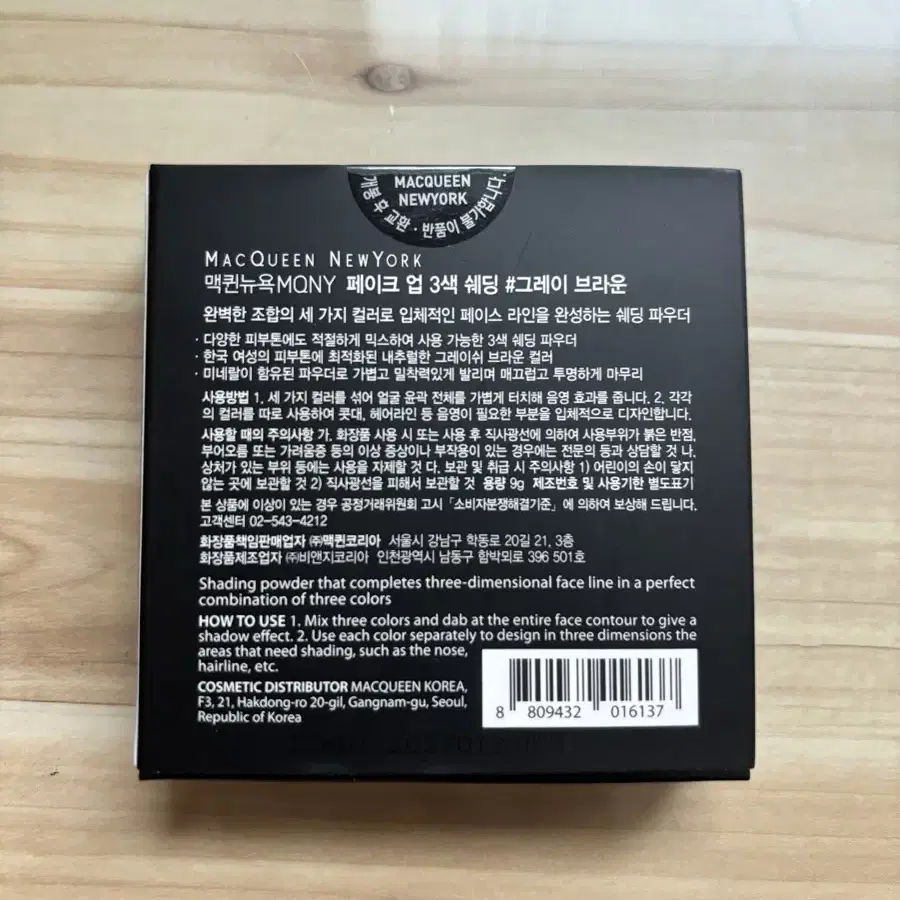 MACQUEEN
NEWYORK
개봉 후 교환·반품이 불가합니다.
MACQUEEN NEWYORK
맥퀸뉴욕MQNY 페이크 업 3색 쉐딩 #그레이 브라운
완벽한 조합의 세 가지 컬러로 입체적인 페이스 라인을 완성하는 쉐딩 파우더
· 다양한 피부톤에도 적절하게 믹스하여 사용 가능한 3색 쉐딩 파우더
· 한국 여성의 피부톤에 최적화된 내추럴한 그레이쉬 브라운 컬러
· 미네랄이 함유된 파우더로 가볍고 밀착력있게 발리며 매끄럽고 투명하게 마무리
사용방법 1. 세 가지 컬러를 섞어 얼굴 윤곽 전체를 가볍게 터치해 음영 효과를 줍니다. 2. 각각
의 컬러를 따로 사용하여 콧대, 헤어라인 등 음영이 필요한 부분을 입체적으로 디자인합니다.
사용할 때의 주의사항 가. 화장품 사용 시 또는 사용 후 직사광선에 의하여 사용부위가 붉은 반점,
부어오름 또는 가려움증 등의 이상 증상이나 부작용이 있는 경우에는 전문의 등과 상담할 것 나.
상처가 있는 부위 등에는 사용을 자제할 것 다. 보관 및 취급 시 주의사항 1) 어린이의 손이 닿지
않는 곳에 보관할 것 2) 직사광선을 피해서 보관할 것 용량 9g 제조번호 및 사용기한 별도표기
본 상품에 이상이 있는 경우 공정거래위원회 고시 「소비자분쟁해결기준」에 의하여 보상해 드립니다.
고객센터 02-543-4212
화장품책임판매업자 ㈜맥퀸코리아 서울시 강남구 학동로 20길 21, 3층
화장품제조업자 ㈜비앤지코리아 인천광역시 남동구 함박뫼로 396 501호
Shading powder that completes three-dimensional face line in a perfect
combination of three colors
HOW TO USE 1. Mix three colors and dab at the entire face contour to give a
shadow effect. 2. Use each color separately to design in three dimensions the
areas that need shading, such as the nose,
hairline, etc.
COSMETIC DISTRIBUTOR MACQUEEN KOREA,
F3, 21, Hakdong-ro 20-gil, Gangnam-gu, Seoul,
Republic of Korea
8 809432 016137